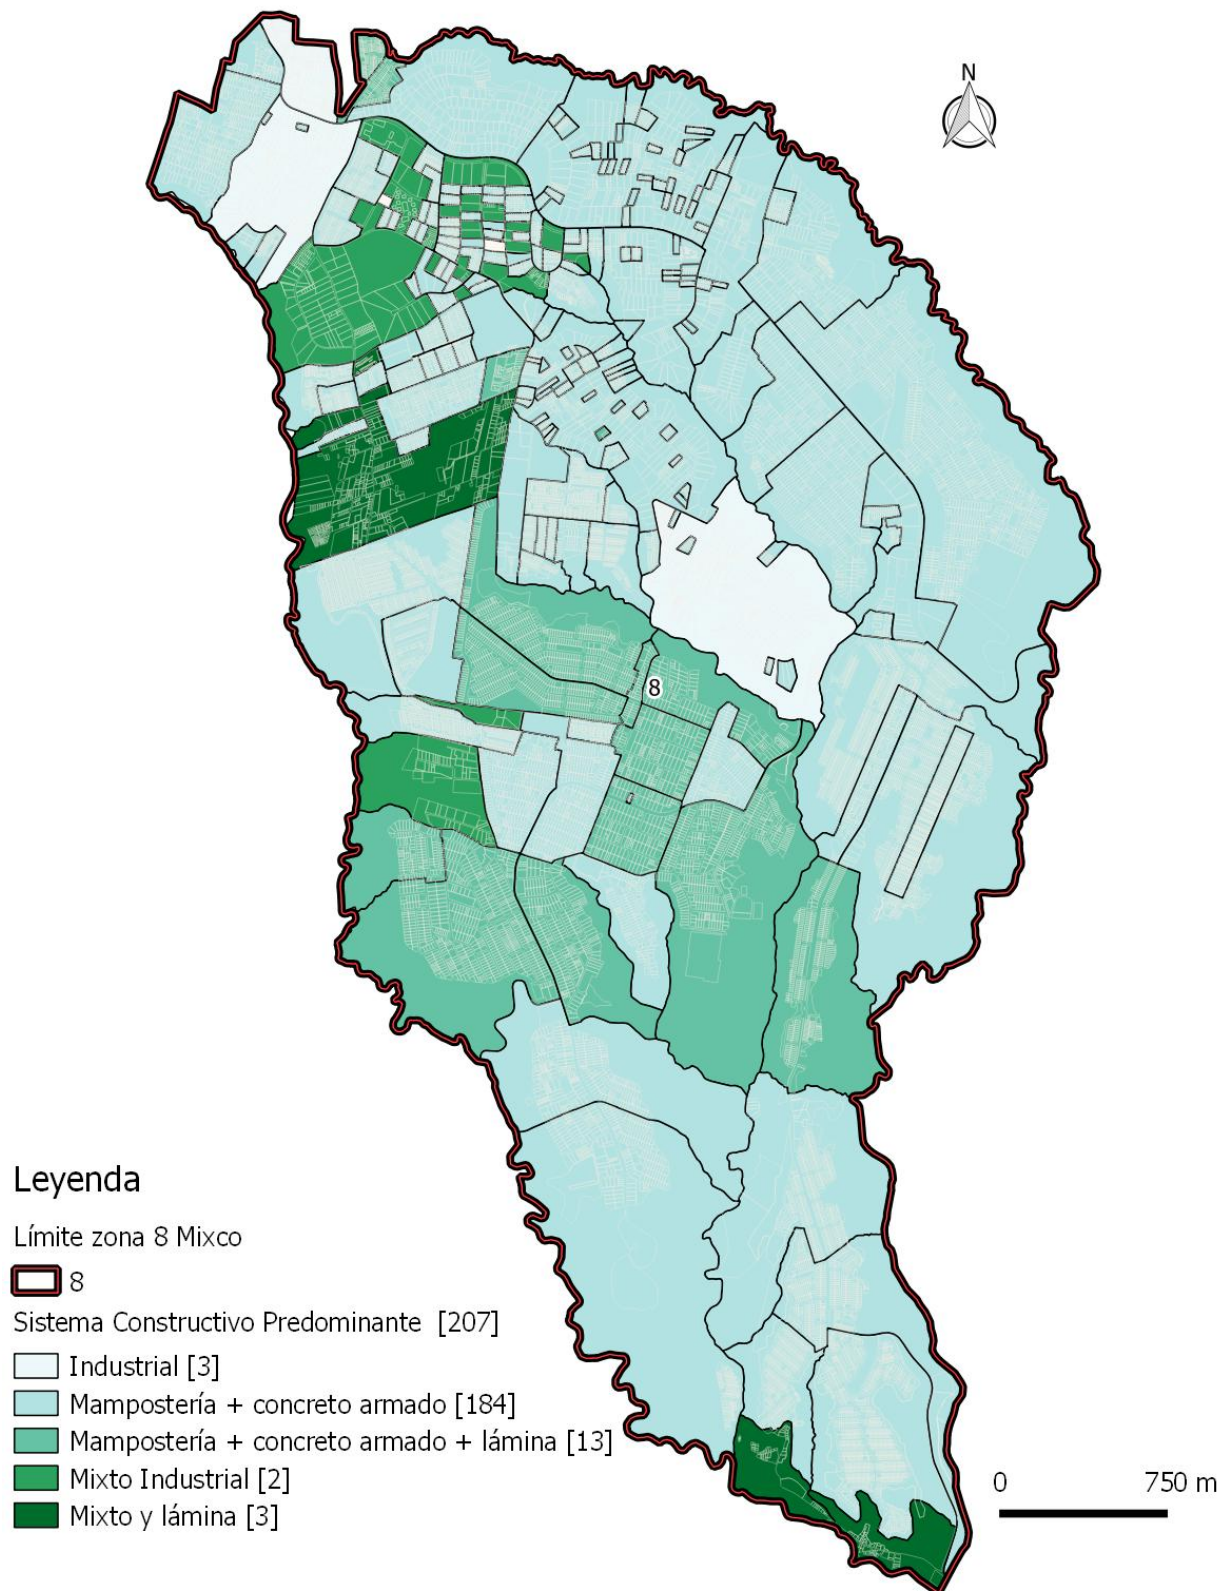 N
8
Leyenda
Límite zona 8 Mixco
8
Sistema Constructivo Predominante [207]
Industrial [3]
Mampostería + concreto armado [184]
Mampostería + concreto armado + lámina [13]
Mixto Industrial [2]
Mixto y lámina [3]
0 750 m